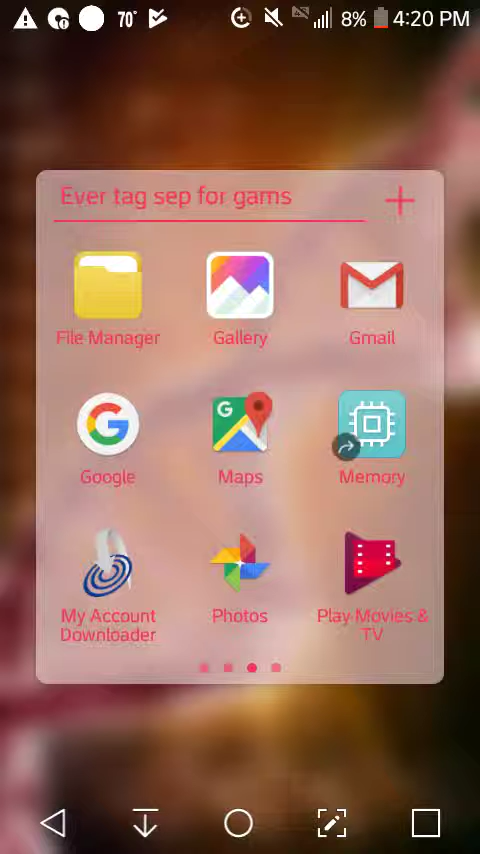 70° 8% 4:20 PM
Ever tag sep for gams
File Manager Gallery Gmail
Google Maps Memory
My Account Photos Play Movies &
Downloader TV